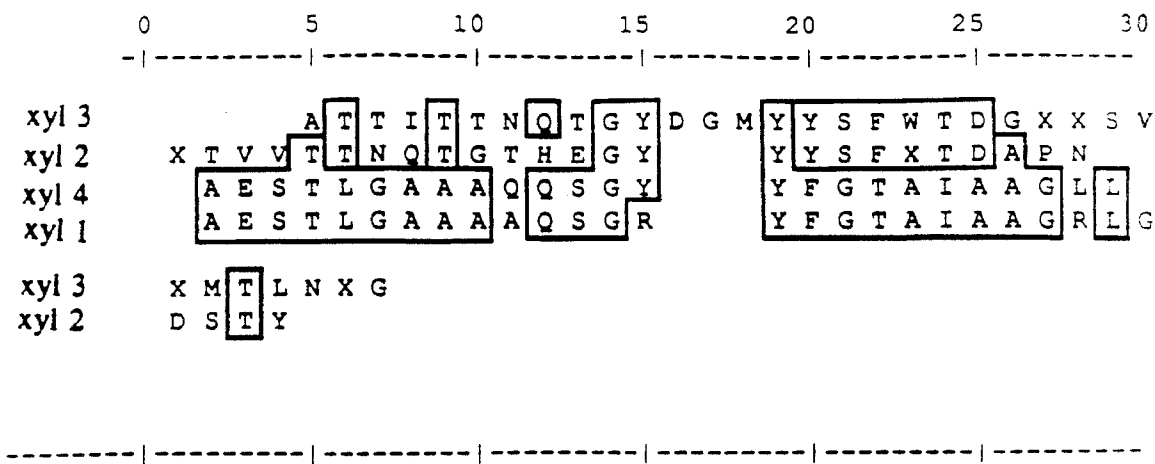 0 5 10 15 20 25 30
-|---------|---------|---------|---------|---------|---------
xyl 3 A T T I T T N Q T G Y D G M Y Y S F W T D G X X S V
xyl 2 X T V V T T N Q T G T H E G Y Y Y S F X T D A P N
xyl 4 A E S T L G A A A Q Q S G Y Y F G T A I A A G L L
xyl 1 A E S T L G A A A A Q S G R Y F G T A I A A G R L G
xyl 3 X M T L N X G
xyl 2 D S T Y
--------|---------|---------|---------|---------|---------|---------